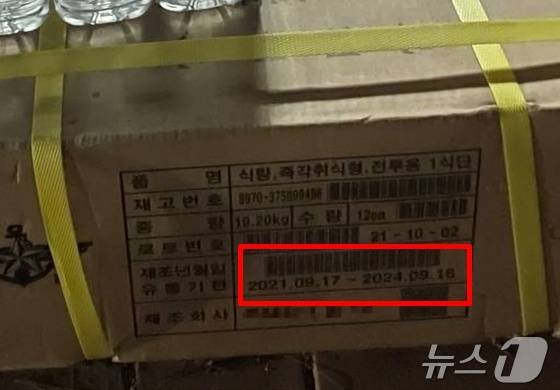 품 명 식량,즉각취식형,전투용 1식단
재고번호 8970-375899486
중 량 10.20kg 수 량 12ea
로트번호 21-10-02
제조년월일
유통기한 2021.09.17 ~ 2024.09.16
제조회사
뉴스1